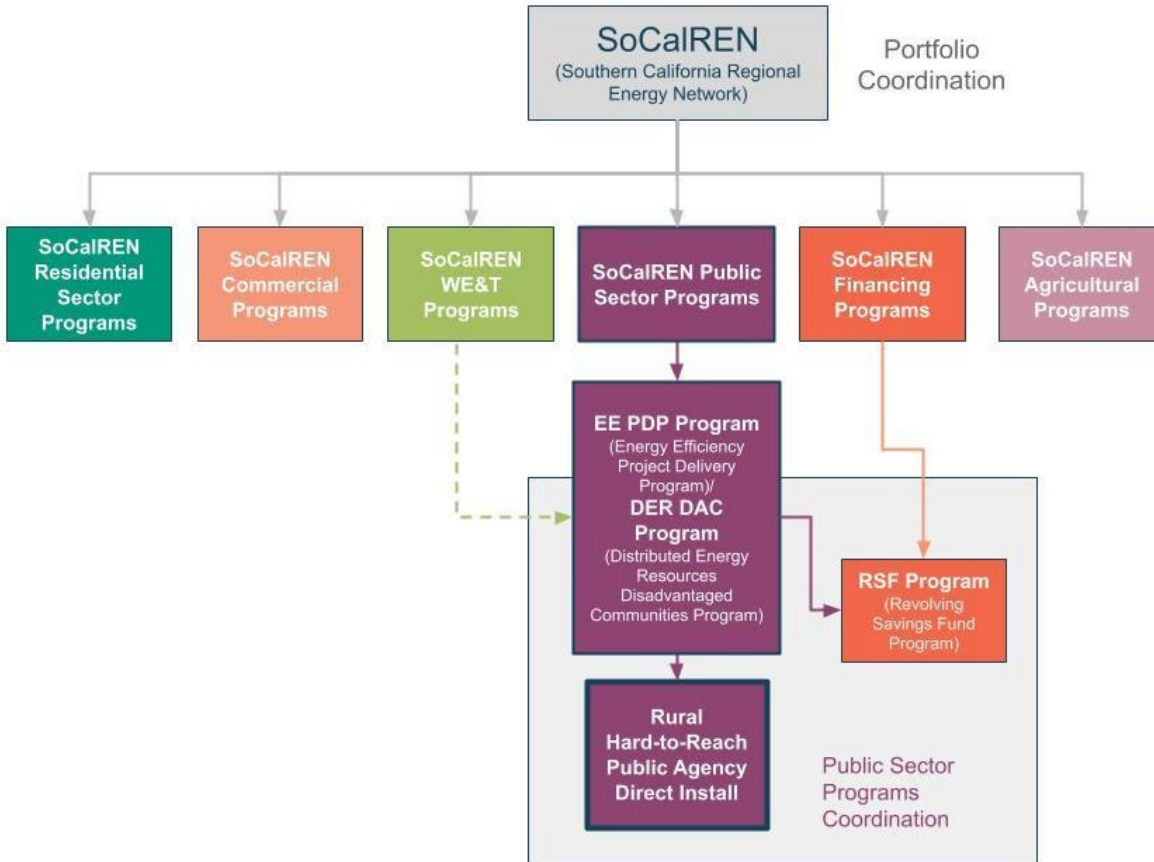 SoCalREN
(Southern California Regional
Energy Network)
Portfolio
Coordination
SoCalREN
Residential
Sector
Programs
SoCalREN
Commercial
Programs
SoCalREN
WE&T
Programs
SoCalREN Public
Sector Programs
SoCalREN
Financing
Programs
SoCalREN
Agricultural
Programs
EE PDP Program
(Energy Efficiency
Project Delivery
Program)/
DER DAC
Program
(Distributed Energy
Resources
Disadvantaged
Communities Program)
RSF Program
(Revolving
Savings Fund
Program)
Rural
Hard-to-Reach
Public Agency
Direct Install
Public Sector
Programs
Coordination